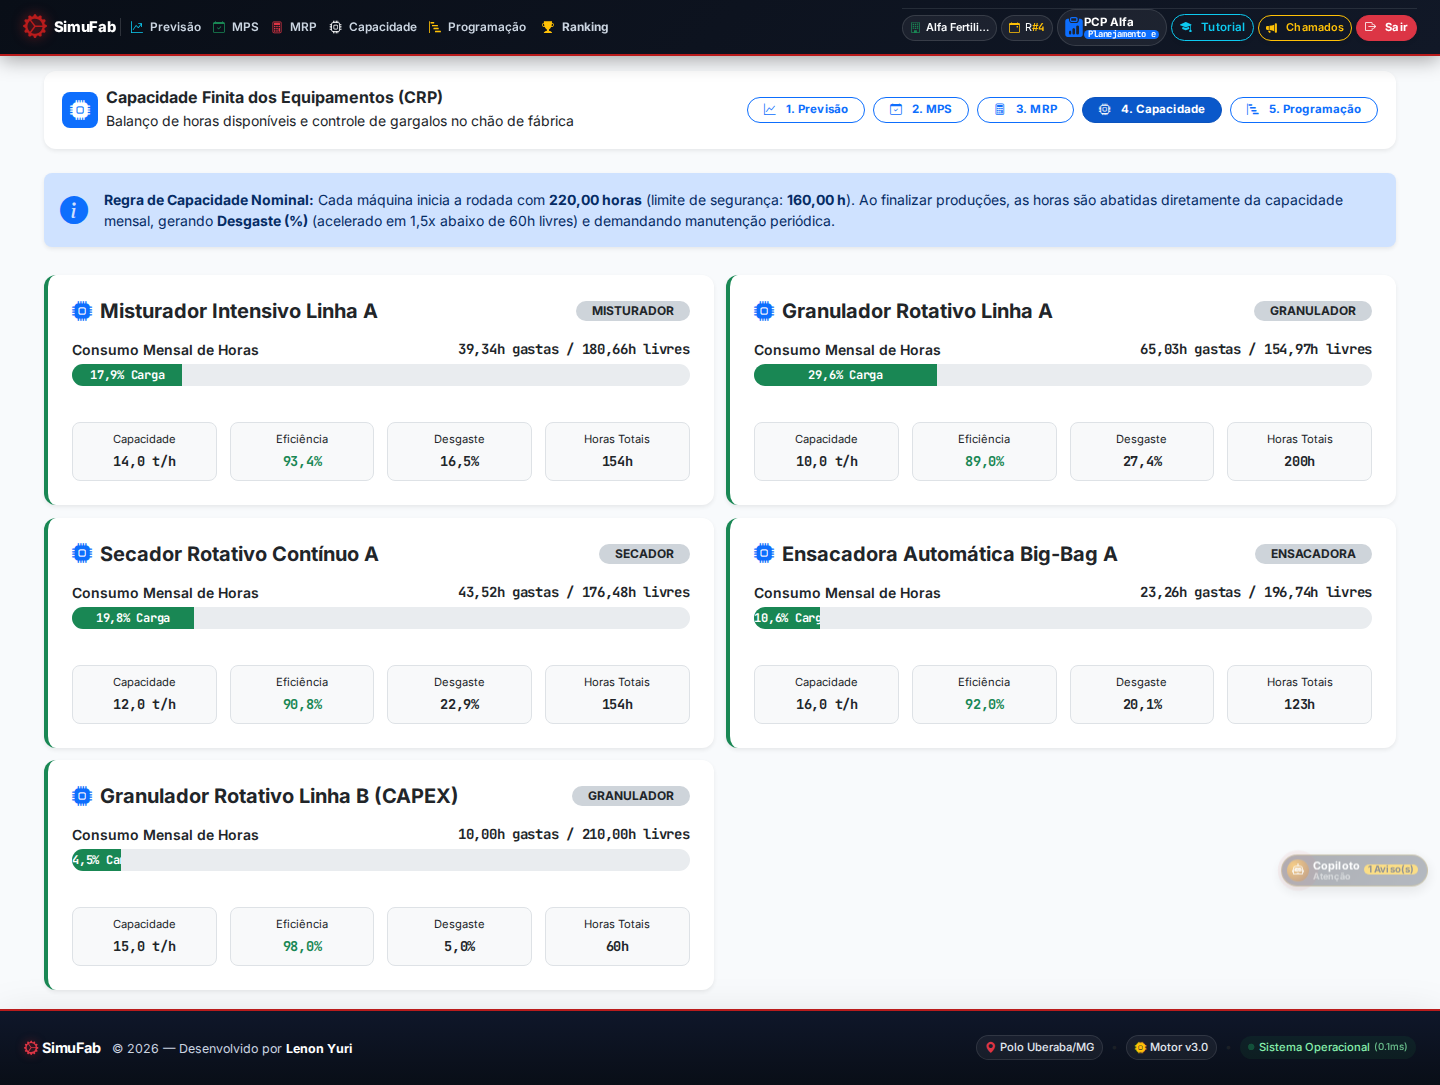 SimuFab Previsão MPS MRP Capacidade Programação Ranking Alfa Fertili... R#4 PCP Alfa Planejamento e Tutorial Chamados Sair
Capacidade Finita dos Equipamentos (CRP)
Balanço de horas disponíveis e controle de gargalos no chão de fábrica
1. Previsão 2. MPS 3. MRP 4. Capacidade 5. Programação
Regra de Capacidade Nominal: Cada máquina inicia a rodada com 220,00 horas (limite de segurança: 160,00 h). Ao finalizar produções, as horas são abatidas diretamente da capacidade
mensal, gerando Desgaste (%) (acelerado em 1,5x abaixo de 60h livres) e demandando manutenção periódica.
Misturador Intensivo Linha A MISTURADOR
Consumo Mensal de Horas 39,34h gastas / 180,66h livres
17,9% Carga
Capacidade Eficiência Desgaste Horas Totais
14,0 t/h 93,4% 16,5% 154h
Granulador Rotativo Linha A GRANULADOR
Consumo Mensal de Horas 65,03h gastas / 154,97h livres
29,6% Carga
Capacidade Eficiência Desgaste Horas Totais
10,0 t/h 89,0% 27,4% 200h
Secador Rotativo Contínuo A SECADOR
Consumo Mensal de Horas 43,52h gastas / 176,48h livres
19,8% Carga
Capacidade Eficiência Desgaste Horas Totais
12,0 t/h 90,8% 22,9% 154h
Ensacadora Automática Big-Bag A ENSACADORA
Consumo Mensal de Horas 23,26h gastas / 196,74h livres
10,6% Carg
Capacidade Eficiência Desgaste Horas Totais
16,0 t/h 92,0% 20,1% 123h
Granulador Rotativo Linha B (CAPEX) GRANULADOR
Consumo Mensal de Horas 10,00h gastas / 210,00h livres
4,5% Ca
Capacidade Eficiência Desgaste Horas Totais
15,0 t/h 98,0% 5,0% 60h
Copiloto 1 Aviso(s)
Atenção
SimuFab © 2026 — Desenvolvido por Lenon Yuri Polo Uberaba/MG Motor v3.0 Sistema Operacional (0.1ms)